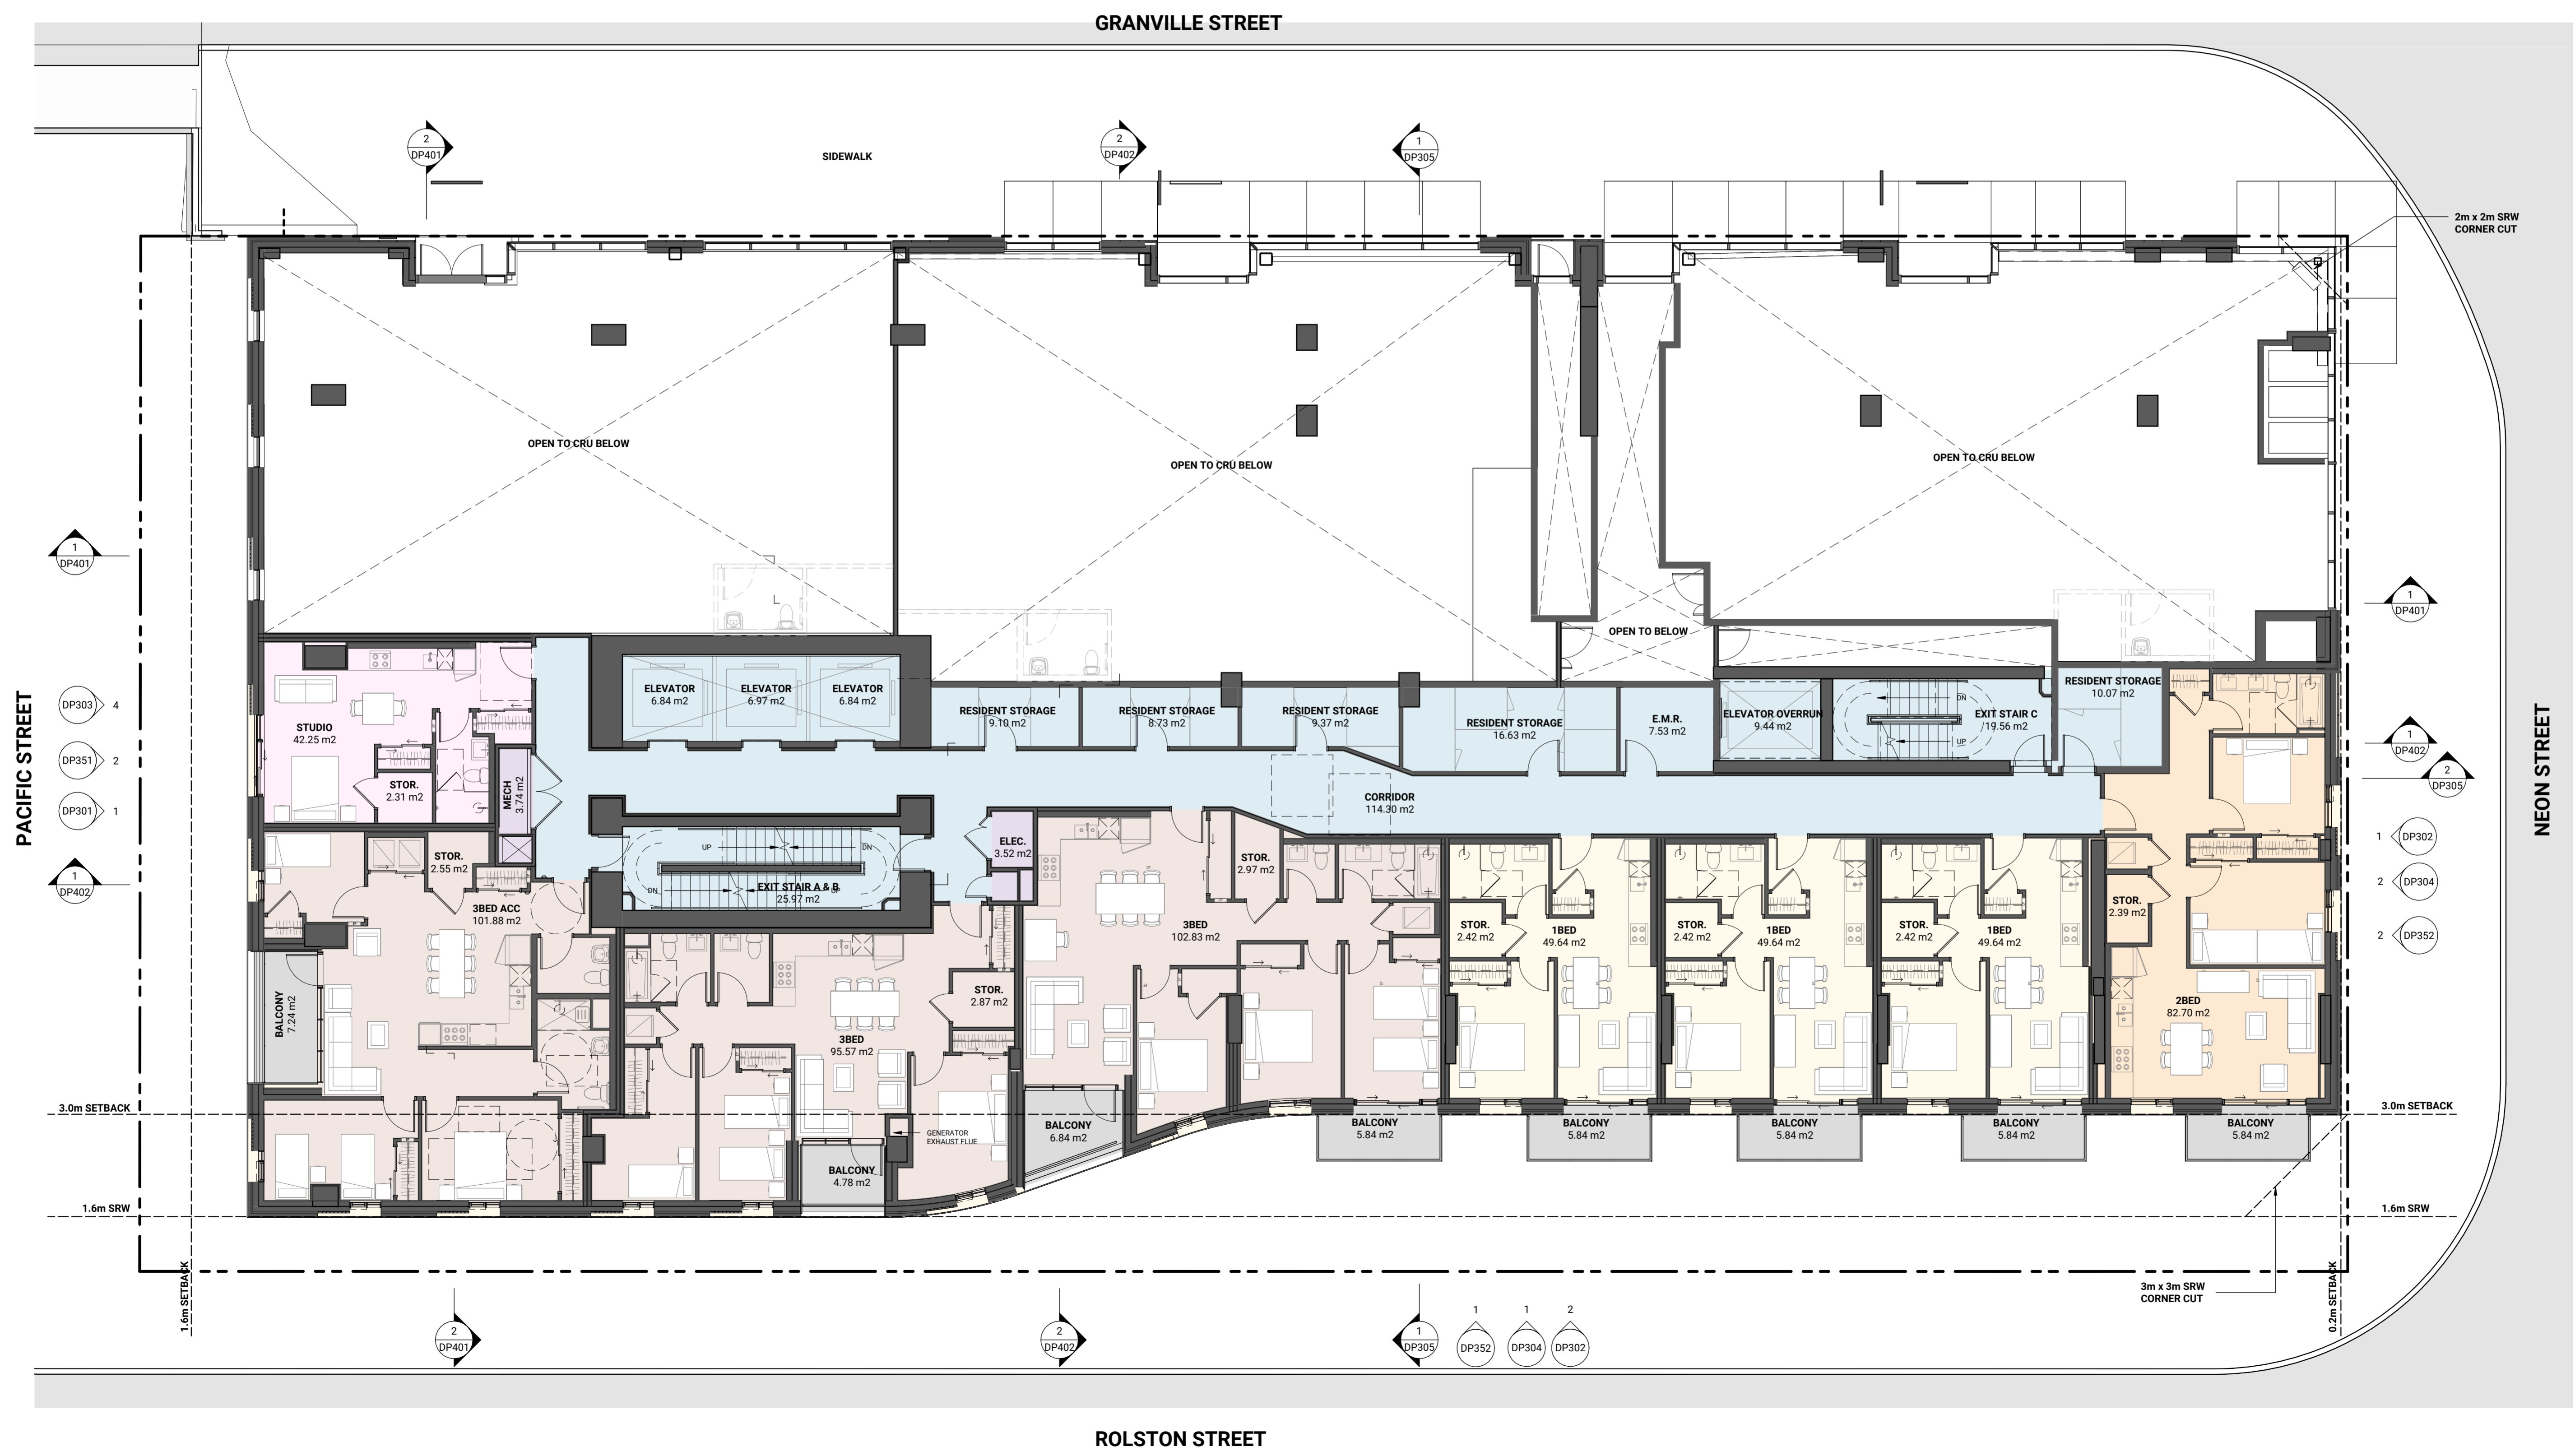 GRANVILLE STREET
2
DP401
SIDEWALK
2
DP402
1
DP305
2m x 2m SRW
CORNER CUT
OPEN TO CRU BELOW
OPEN TO CRU BELOW
OPEN TO CRU BELOW
1
DP401
1
DP401
OPEN TO BELOW
PACIFIC STREET
NEON STREET
DP303
4
DP351
2
DP301
1
1
DP402
ELEVATOR
6.84 m2
ELEVATOR
6.97 m2
ELEVATOR
6.84 m2
RESIDENT STORAGE
9.10 m2
RESIDENT STORAGE
8.73 m2
RESIDENT STORAGE
9.37 m2
RESIDENT STORAGE
16.63 m2
E.M.R.
7.53 m2
ELEVATOR OVERRUN
9.44 m2
DN
UP
EXIT STAIR C
19.56 m2
RESIDENT STORAGE
10.07 m2
1
DP402
2
DP305
1
DP302
2
DP304
2
DP352
STUDIO
42.25 m2
STOR.
2.31 m2
MECH
3.74 m2
CORRIDOR
114.30 m2
UP
DN
DN
UP
EXIT STAIR A & B
25.97 m2
ELEC.
3.52 m2
STOR.
2.55 m2
3BED ACC
101.88 m2
BALCONY
7.24 m2
3BED
95.57 m2
STOR.
2.87 m2
STOR.
2.97 m2
3BED
102.83 m2
STOR.
2.42 m2
1BED
49.64 m2
STOR.
2.42 m2
1BED
49.64 m2
STOR.
2.42 m2
1BED
49.64 m2
STOR.
2.39 m2
2BED
82.70 m2
3.0m SETBACK
3.0m SETBACK
GENERATOR
EXHAUST FLUE
BALCONY
4.78 m2
BALCONY
6.84 m2
BALCONY
5.84 m2
BALCONY
5.84 m2
BALCONY
5.84 m2
BALCONY
5.84 m2
BALCONY
5.84 m2
1.6m SRW
1.6m SRW
1.6m SETBACK
0.2m SETBACK
3m x 3m SRW
CORNER CUT
2
DP401
2
DP402
1
DP305
1
DP352
1
DP304
2
DP302
ROLSTON STREET